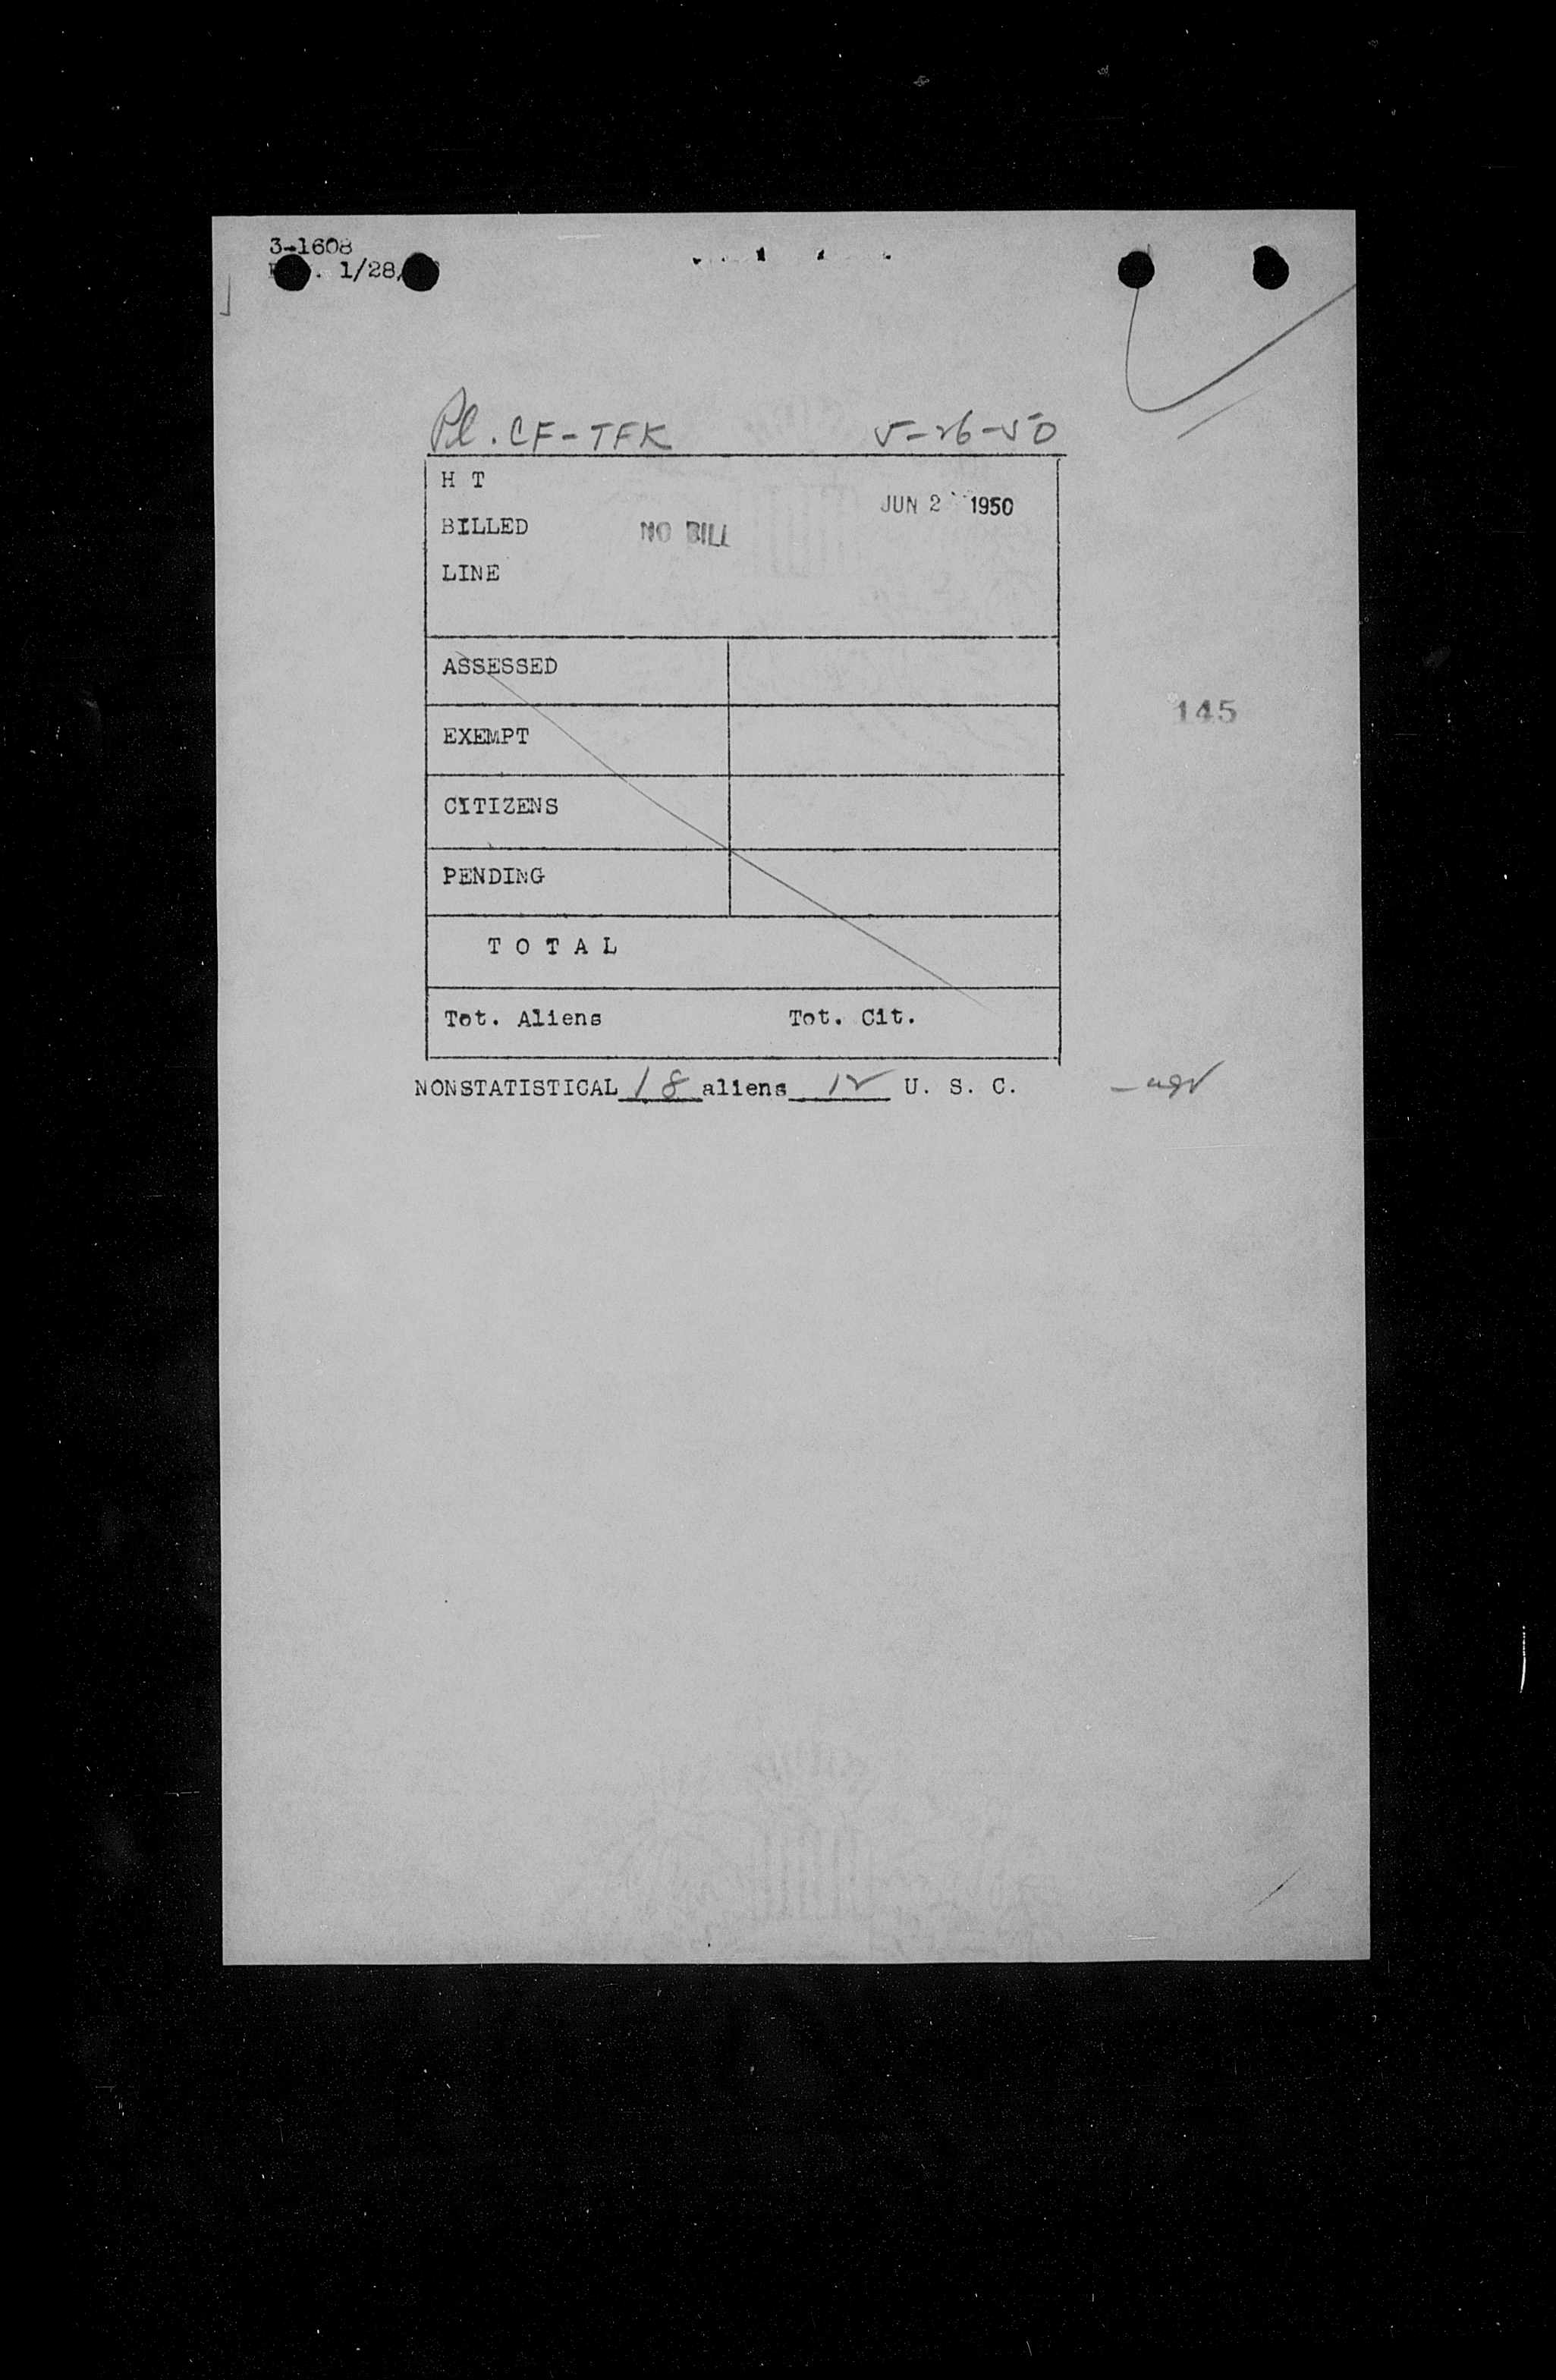 3-1608
1/28/
Pl. CF-TFK 5-26-50
H T
JUN 2 1950
BILLED NO BILL
LINE
ASSESSED
145
EXEMPT
CITIZENS
PENDING
T O T A L
Tot. Aliens Tot. Cit.
NONSTATISTICAL 18 aliens 12 U. S. C.